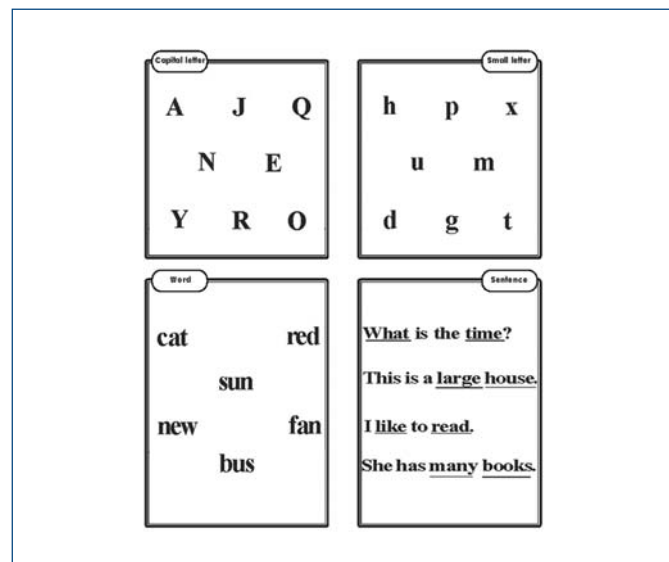 Capital letter
A J Q
N E
Y R O
Small letter
h p x
u m
d g t
Word
cat red
sun
new fan
bus
Sentence
What is the time?
This is a large house.
I like to read.
She has many books.